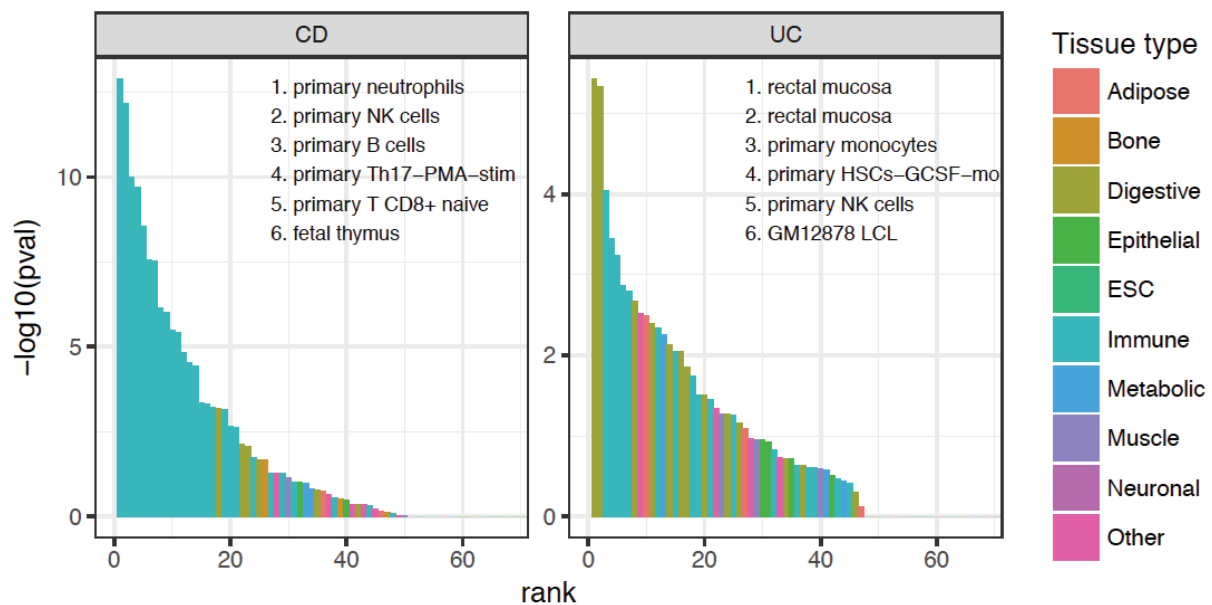 CD
UC
−log10(pval)
10
5
0
1. primary neutrophils
2. primary NK cells
3. primary B cells
4. primary Th17−PMA−stim
5. primary T CD8+ naive
6. fetal thymus
0
20
40
60
4
2
0
1. rectal mucosa
2. rectal mucosa
3. primary monocytes
4. primary HSCs−GCSF−mo
5. primary NK cells
6. GM12878 LCL
0
20
40
60
rank
Tissue type
Adipose
Bone
Digestive
Epithelial
ESC
Immune
Metabolic
Muscle
Neuronal
Other